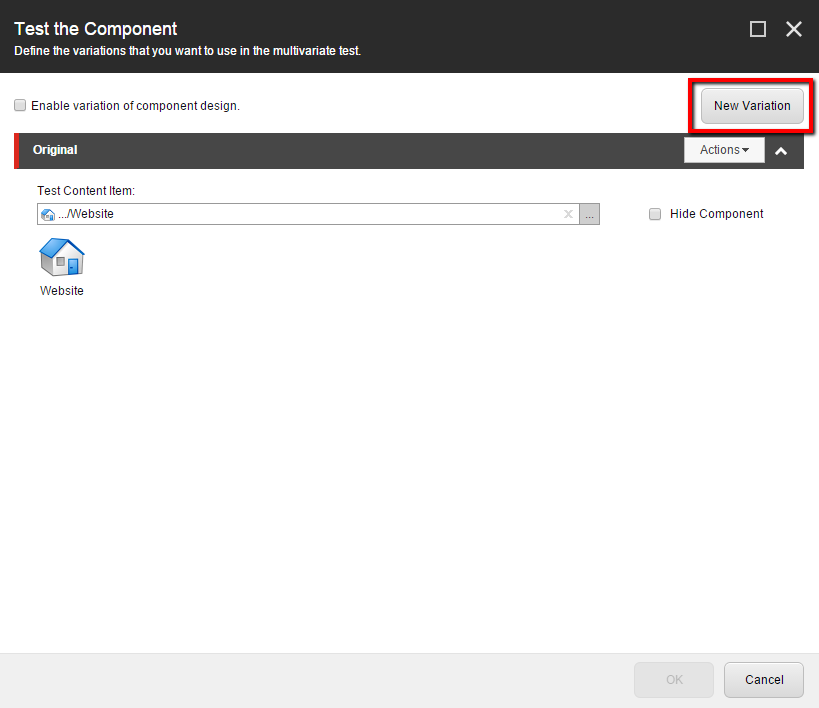 Test the Component
Define the variations that you want to use in the multivariate test.
Enable variation of component design.
New Variation
Original
Actions
Test Content Item:
.../Website
...
Hide Component
Website
OK
Cancel